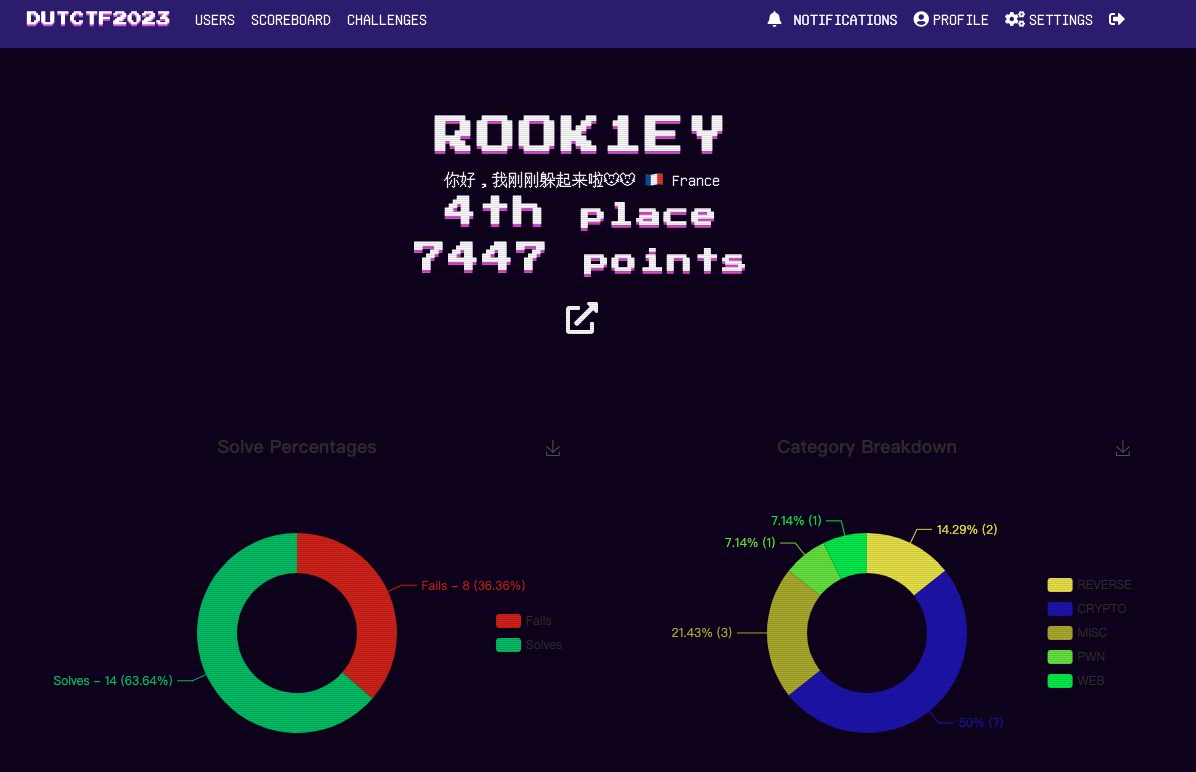 DUTCTF2023 USERS SCOREBOARD CHALLENGES NOTIFICATIONS PROFILE SETTINGS
ROOK1EY
你好，我刚刚躲起来啦🐭🐭 🇫🇷 France
4th place
7447 points
Solve Percentages
Fails - 8 (36.36%)
Solves - 14 (63.64%)
Fails
Solves
Category Breakdown
7.14% (1)
14.29% (2)
7.14% (1)
21.43% (3)
50% (7)
REVERSE
CRYPTO
MISC
PWN
WEB